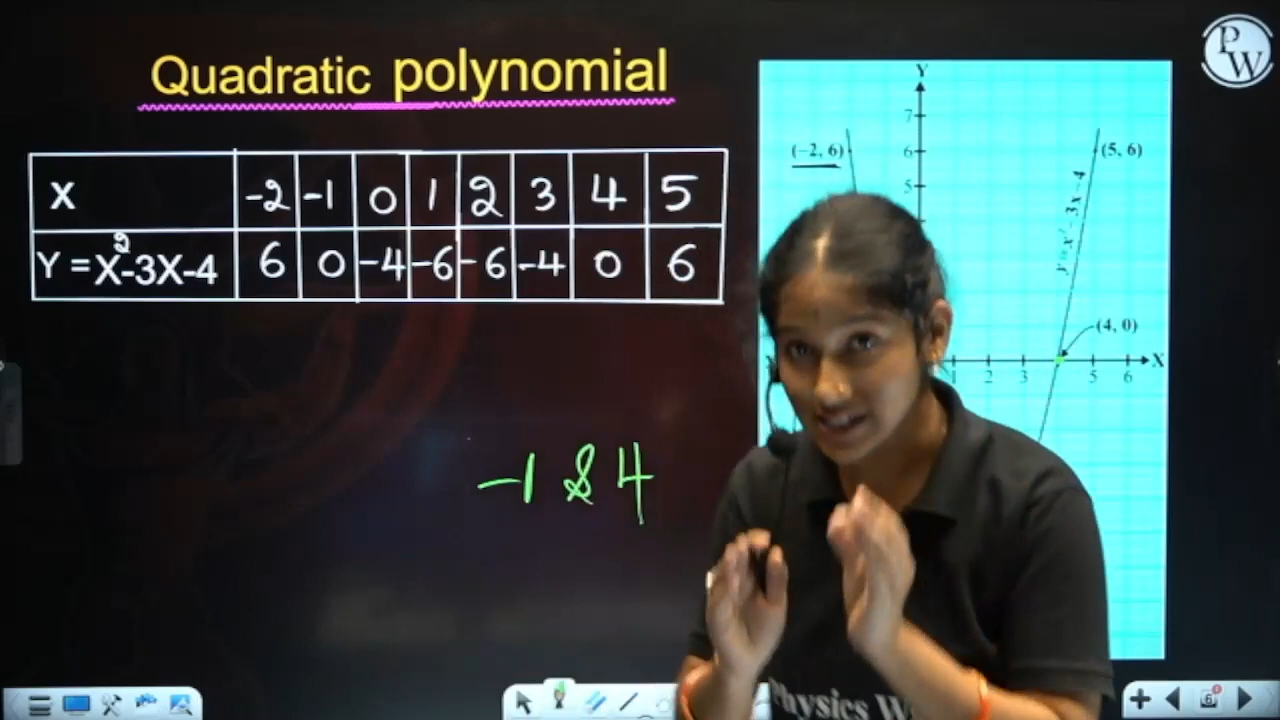 Quadratic polynomial
X -2 -1 0 1 2 3 4 5
Y = X²-3X-4 6 0 -4 -6 -6 -4 0 6
-1 & 4
PW
Y
7
(-2, 6) 6 (5, 6)
5
y = x² - 3x - 4
(4, 0)
1 2 3 5 6 X
Physics W
6